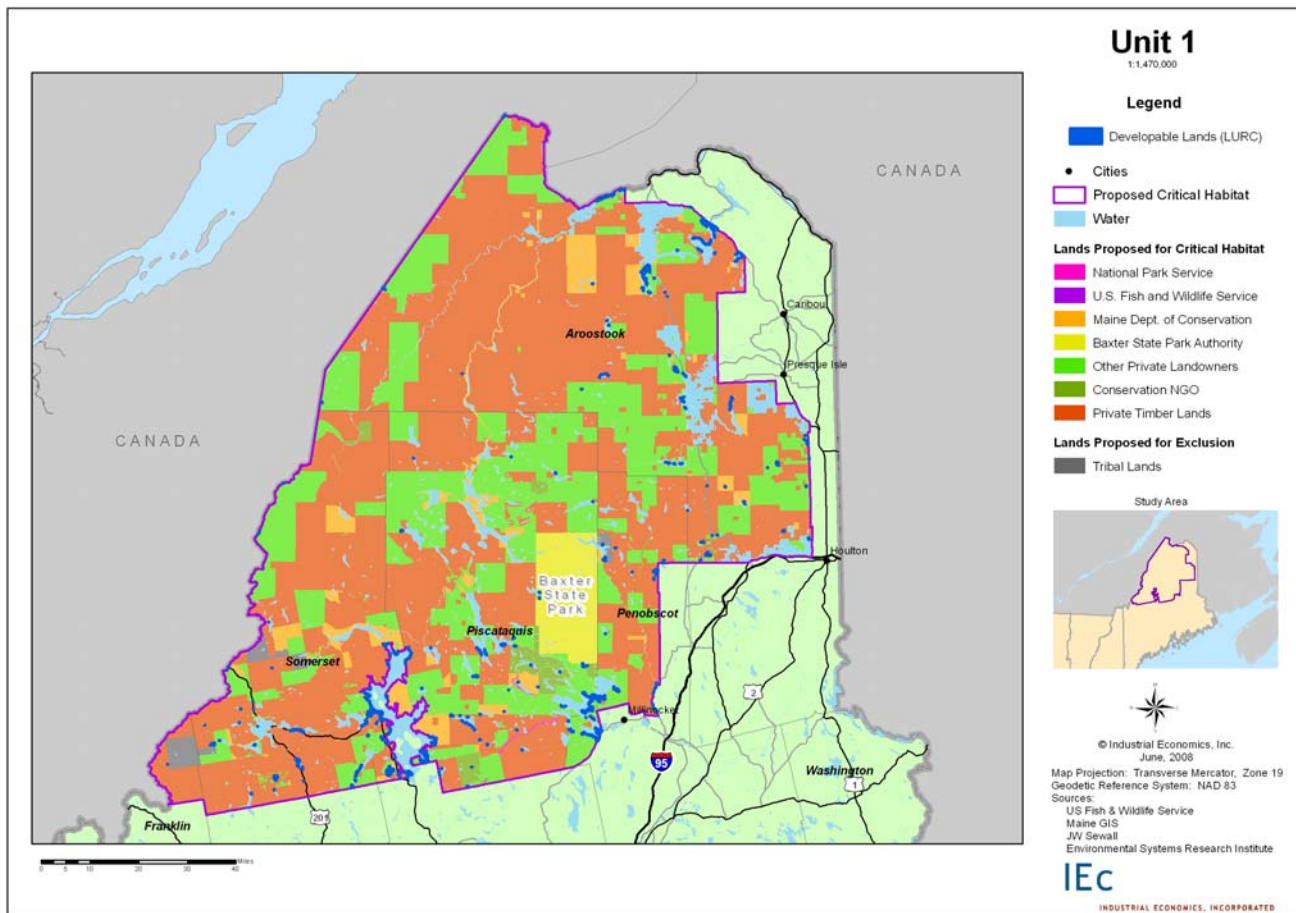 Unit 1
1:1,470,000
Legend
Developable Lands (LURC)
Cities
Proposed Critical Habitat
Water
Lands Proposed for Critical Habitat
National Park Service
U.S. Fish and Wildlife Service
Maine Dept. of Conservation
Baxter State Park Authority
Other Private Landowners
Conservation NGO
Private Timber Lands
Lands Proposed for Exclusion
Tribal Lands
Study Area
N
© Industrial Economics, Inc.
June, 2008
Map Projection: Transverse Mercator, Zone 19
Geodetic Reference System: NAD 83
Sources:
US Fish & Wildlife Service
Maine GIS
JW Sewall
Environmental Systems Research Institute
IEc
INDUSTRIAL ECONOMICS, INCORPORATED
CANADA
CANADA
Caribou
Aroostook
Presque Isle
Houlton
Baxter
State
Park
Penobscot
Piscataquis
Somerset
2
Millinocket
95
Washington
1
201
Franklin
Miles
0 5 10 20 30 40